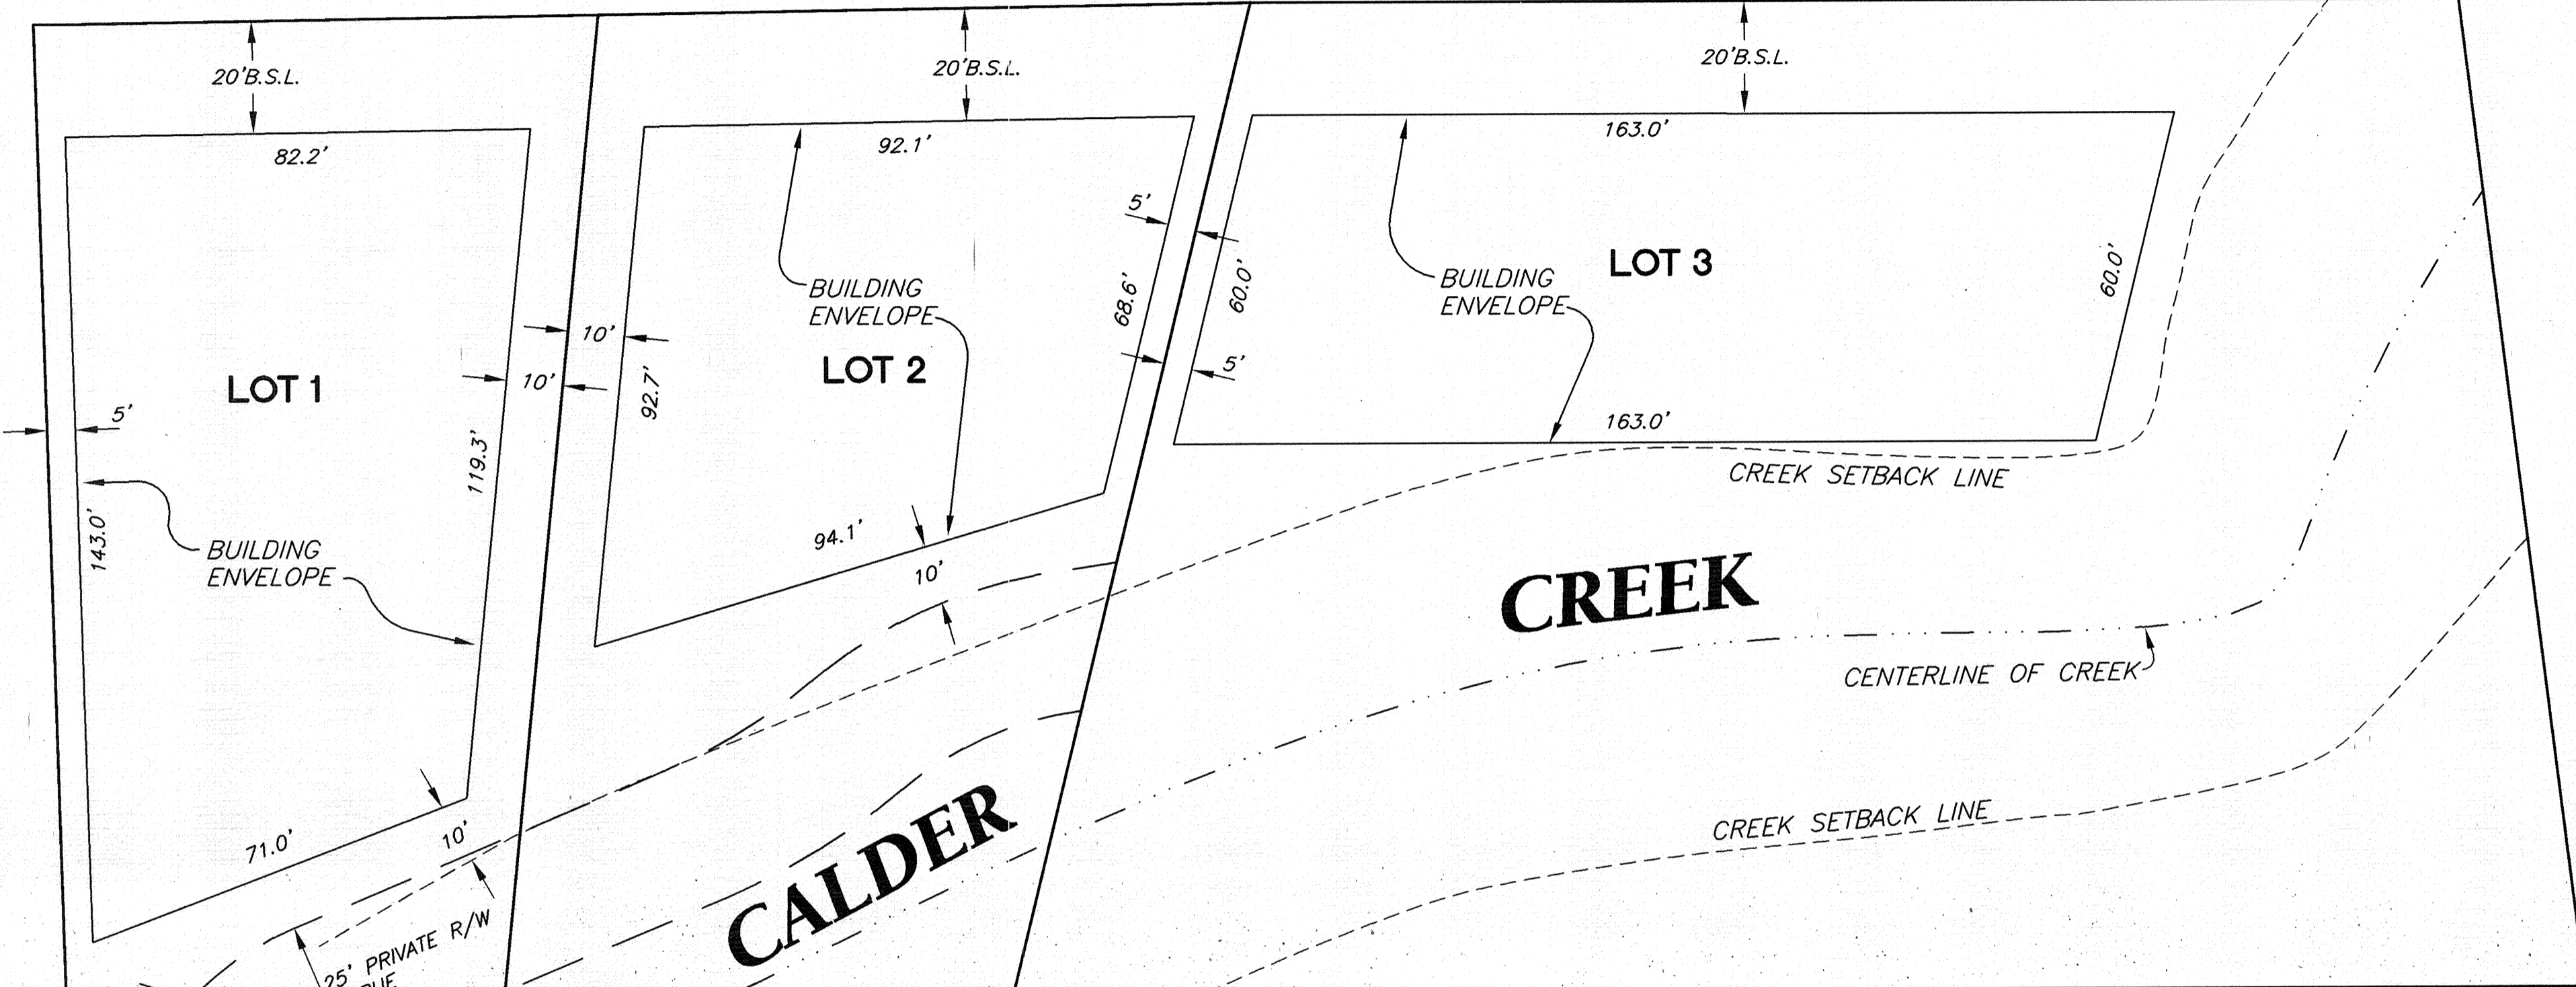 20'B.S.L.
82.2'
LOT 1
5'
143.0'
119.3'
BUILDING
ENVELOPE
71.0'
10'
25' PRIVATE R/W
10'
10'
20'B.S.L.
92.1'
BUILDING
ENVELOPE
LOT 2
92.7'
68.6'
5'
94.1'
10'
20'B.S.L.
163.0'
LOT 3
BUILDING
ENVELOPE
60.0'
60.0'
5'
163.0'
CREEK SETBACK LINE
CALDER
CREEK
CENTERLINE OF CREEK
CREEK SETBACK LINE